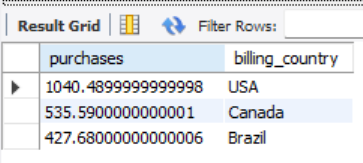 Result Grid Filter Rows:
purchases billing_country
1040.4899999999998 USA
535.5900000000001 Canada
427.68000000000006 Brazil